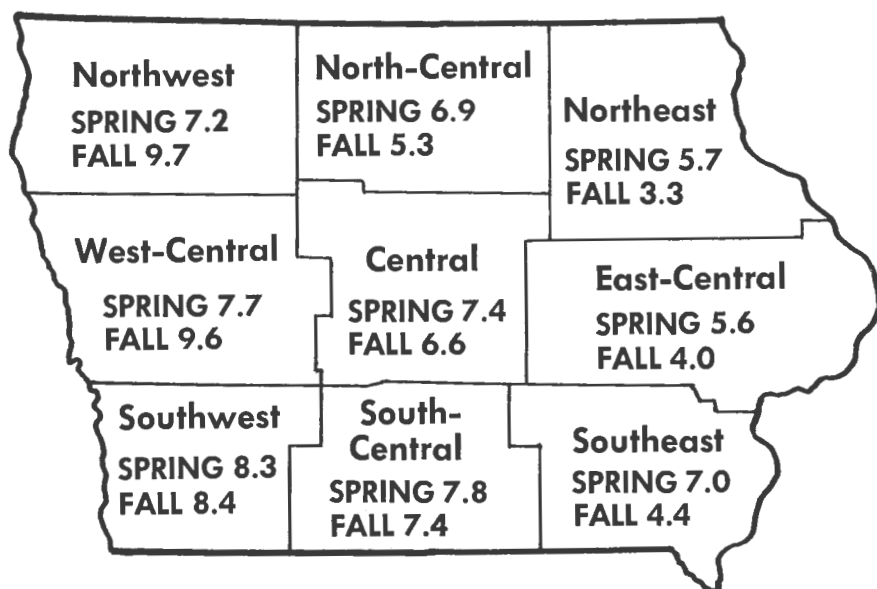 Northwest
SPRING 7.2
FALL 9.7
North-Central
SPRING 6.9
FALL 5.3
Northeast
SPRING 5.7
FALL 3.3
West-Central
SPRING 7.7
FALL 9.6
Central
SPRING 7.4
FALL 6.6
East-Central
SPRING 5.6
FALL 4.0
Southwest
SPRING 8.3
FALL 8.4
South-
Central
SPRING 7.8
FALL 7.4
Southeast
SPRING 7.0
FALL 4.4